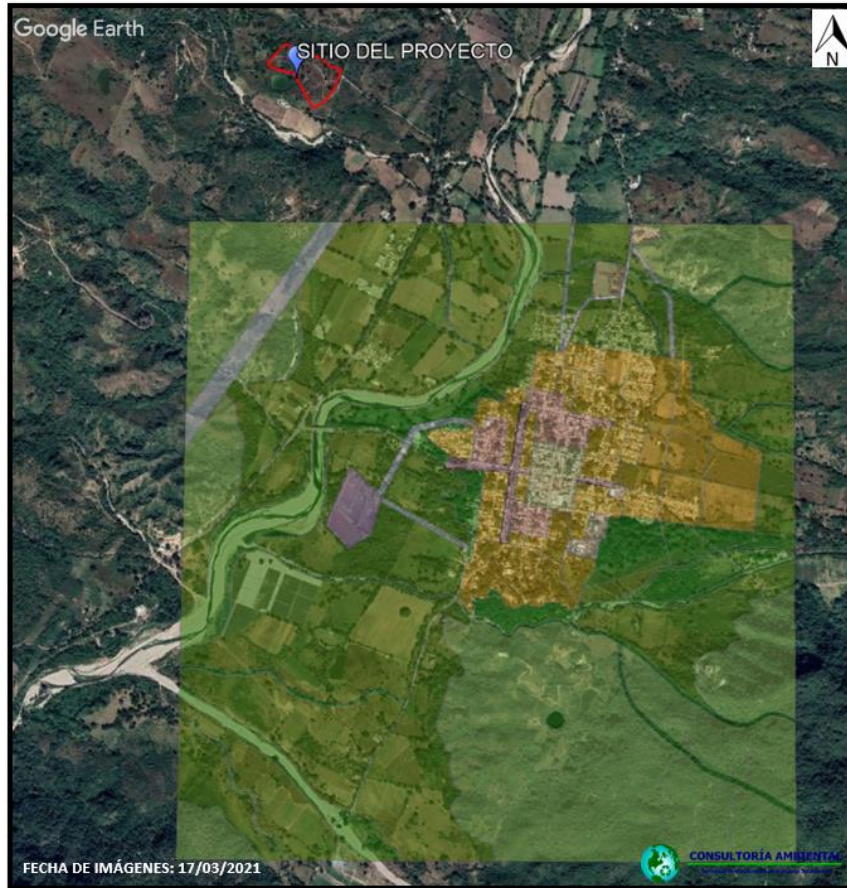 Google Earth
SITIO DEL PROYECTO
N
FECHA DE IMÁGENES: 17/03/2021
CONSULTORÍA AMBIENTAL